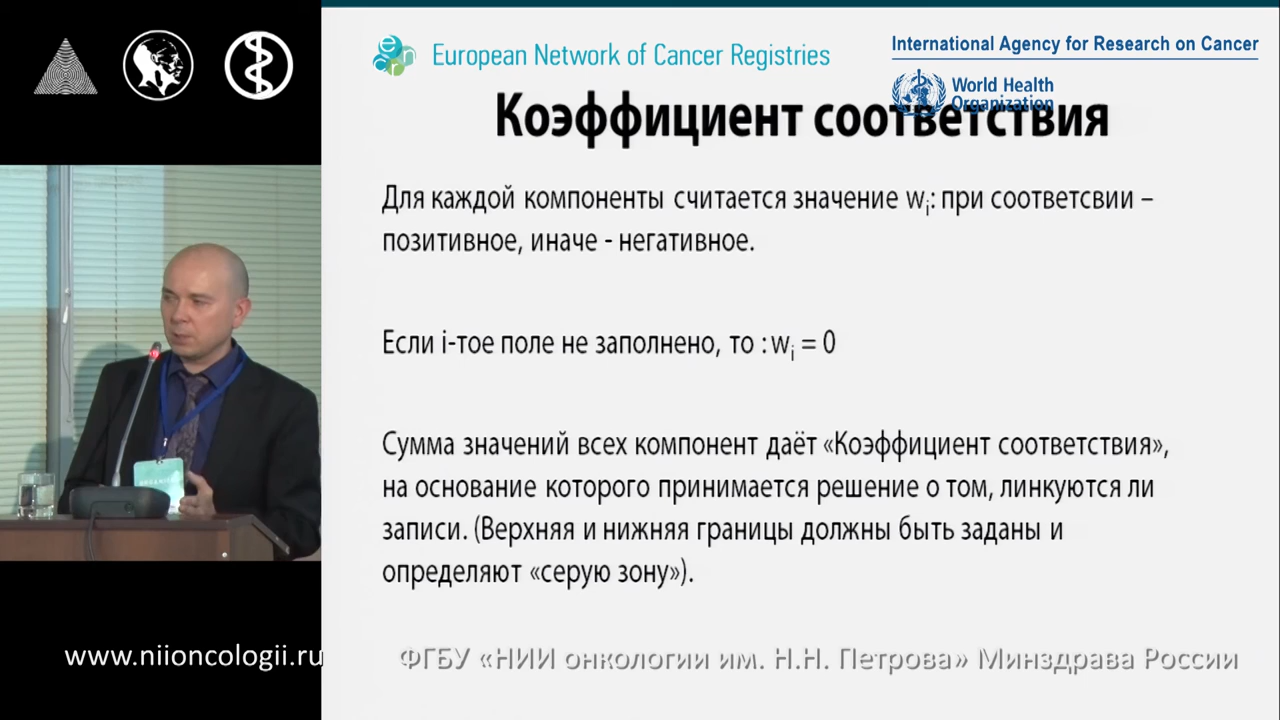 European Network of Cancer Registries
International Agency for Research on Cancer
World Health
Organization
Коэффициент соответствия
Для каждой компоненты считается значение wi: при соответсвии –
позитивное, иначе - негативное.
Если i-тое поле не заполнено, то : wi = 0
Сумма значений всех компонент даёт «Коэффициент соответствия»,
на основание которого принимается решение о том, линкуются ли
записи. (Верхняя и нижняя границы должны быть заданы и
определяют «серую зону»).
www.niioncologii.ru
ФГБУ «НИИ онкологии им. Н.Н. Петрова» Минздрава России